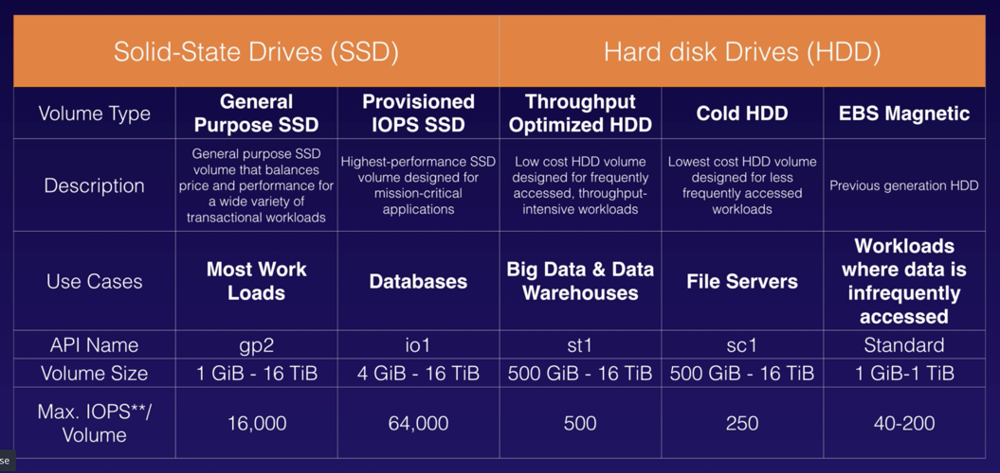 Solid-State Drives (SSD)
Hard disk Drives (HDD)
Volume Type
General
Purpose SSD
Provisioned
IOPS SSD
Throughput
Optimized HDD
Cold HDD
EBS Magnetic
Description
General purpose SSD
volume that balances
price and performance for
a wide variety of
transactional workloads
Highest-performance SSD
volume designed for
mission-critical
applications
Low cost HDD volume
designed for frequently
accessed, throughput-
intensive workloads
Lowest cost HDD volume
designed for less
frequently accessed
workloads
Previous generation HDD
Use Cases
Most Work
Loads
Databases
Big Data & Data
Warehouses
File Servers
Workloads
where data is
infrequently
accessed
API Name
gp2
io1
st1
sc1
Standard
Volume Size
1 GiB - 16 TiB
4 GiB - 16 TiB
500 GiB - 16 TiB
500 GiB - 16 TiB
1 GiB-1 TiB
Max. IOPS**/
Volume
16,000
64,000
500
250
40-200
se